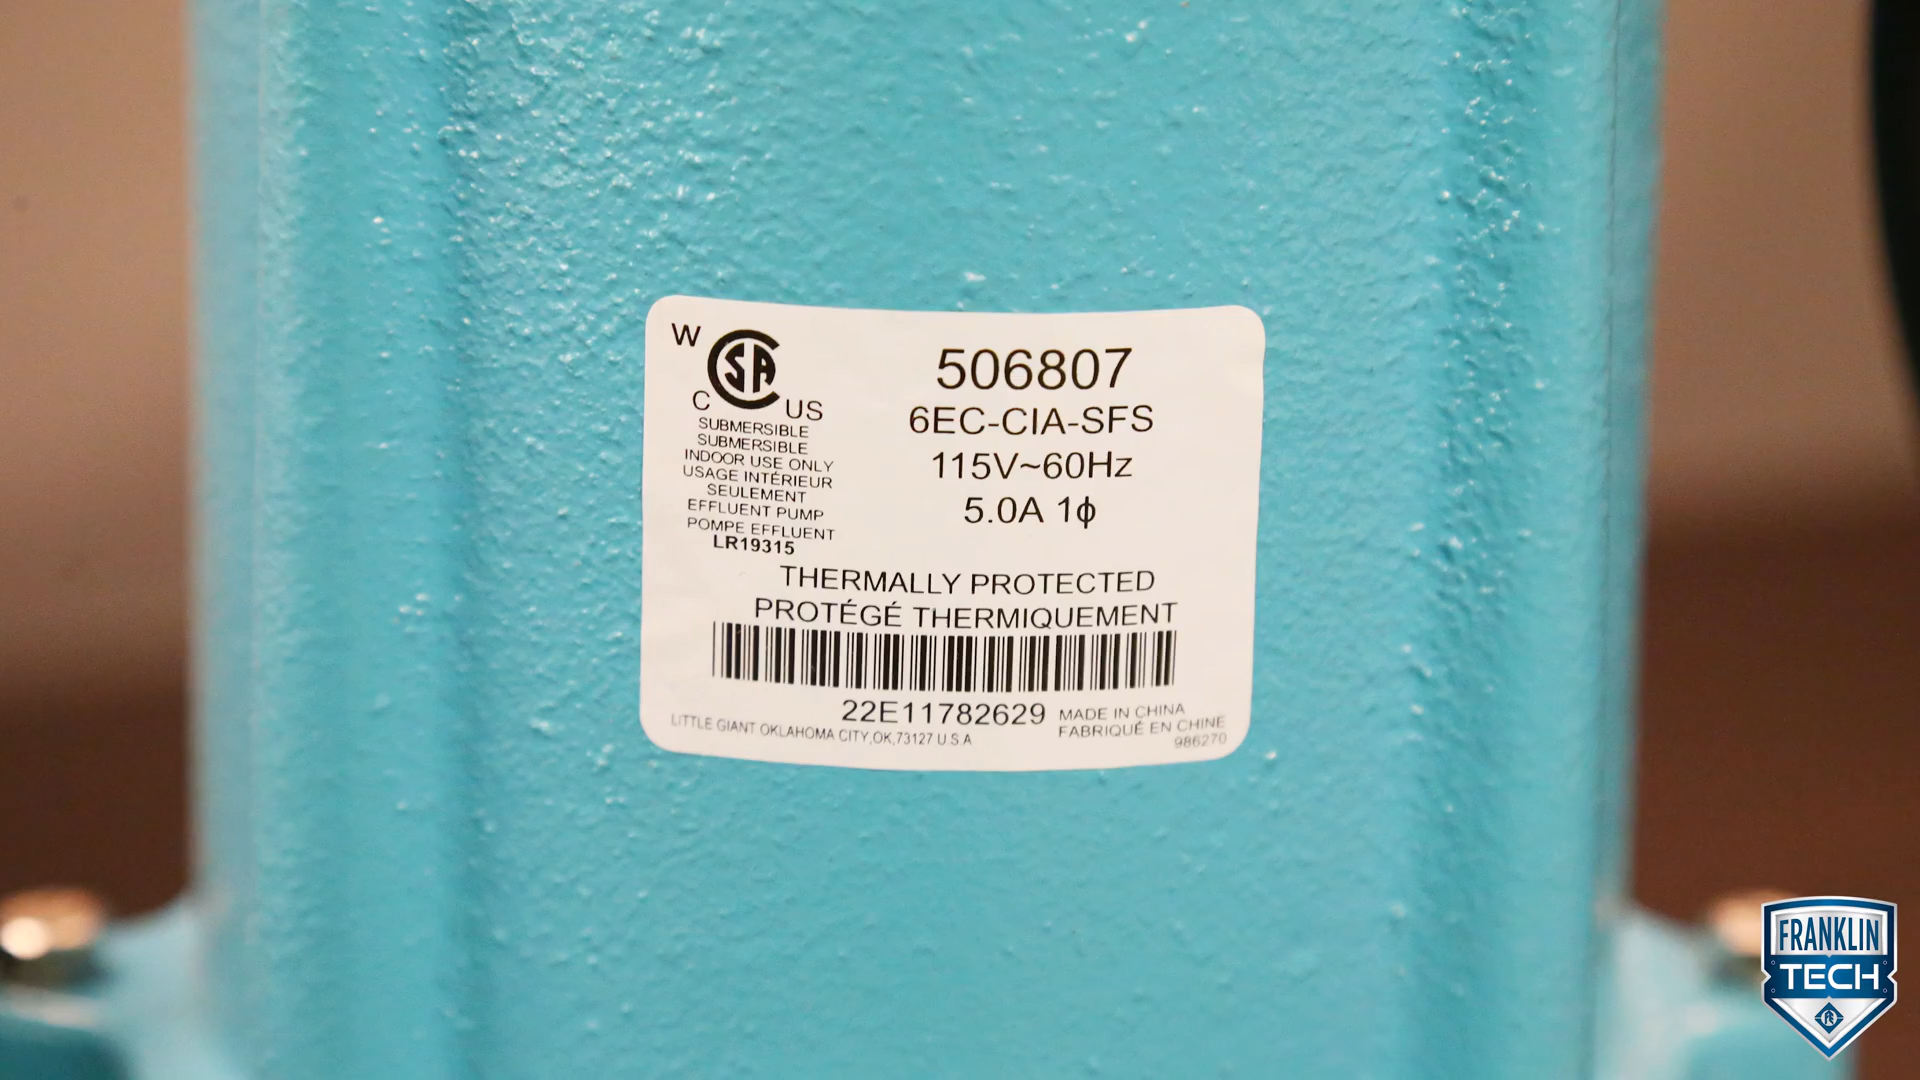 W
CSA
C US
SUBMERSIBLE
SUBMERSIBLE
INDOOR USE ONLY
USAGE INTÉRIEUR
SEULEMENT
EFFLUENT PUMP
POMPE EFFLUENT
LR19315
506807
6EC-CIA-SFS
115V~60Hz
5.0A 1ϕ
THERMALLY PROTECTED
PROTÉGÉ THERMIQUEMENT
22E11782629
MADE IN CHINA
FABRIQUÉ EN CHINE
LITTLE GIANT OKLAHOMA CITY,OK,73127 U.S.A
986270
FRANKLIN
TECH